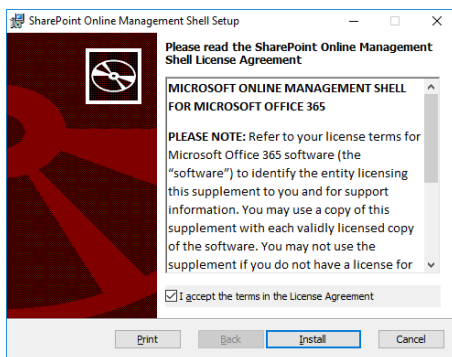 SharePoint Online Management Shell Setup
Please read the SharePoint Online Management
Shell License Agreement
MICROSOFT ONLINE MANAGEMENT SHELL
FOR MICROSOFT OFFICE 365
PLEASE NOTE: Refer to your license terms for
Microsoft Office 365 software (the
“software”) to identify the entity licensing
this supplement to you and for support
information. You may use a copy of this
supplement with each validly licensed copy
of the software. You may not use the
supplement if you do not have a license for
I accept the terms in the License Agreement
Print Back Install Cancel